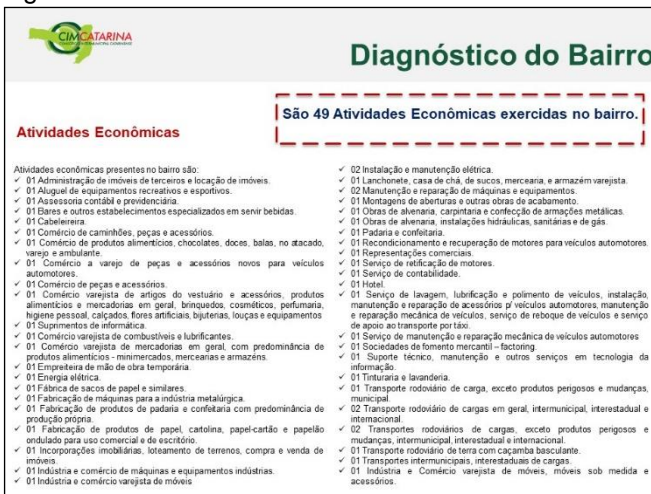 CIMCATARINA
Diagnóstico do Bairro
São 49 Atividades Econômicas exercidas no bairro.
Atividades Econômicas
Atividades econômicas presentes no bairro são:
✓ 01 Administração de imóveis de terceiros e locação de imóveis.
✓ 01 Aluguel de equipamentos recreativos e esportivos.
✓ 01 Assessoria contábil e previdenciária.
✓ 01 Bares e outros estabelecimentos especializados em servir bebidas.
✓ 01 Cabeleireira.
✓ 01 Comércio de caminhões, peças e acessórios.
✓ 01 Comércio de produtos alimentícios, chocolates, doces, balas, no atacado,
varejo e ambulante.
✓ 01 Comércio a varejo de peças e acessórios novos para veículos
automotores.
✓ 01 Comércio de peças e acessórios.
✓ 01 Comércio varejista de artigos do vestuário e acessórios, produtos
alimentícios e mercadorias em geral, brinquedos, cosméticos, perfumaria,
higiene pessoal, calçados, flores artificiais, bijuterias, louças e equipamentos
✓ 01 Suprimentos de informática.
✓ 01 Comércio varejista de combustíveis e lubrificantes.
✓ 01 Comércio varejista de mercadorias em geral, com predominância de
produtos alimentícios - minimercados, mercearias e armazéns.
✓ 01 Empreiteira de mão de obra temporária.
✓ 01 Energia elétrica.
✓ 01 Fábrica de sacos de papel e similares.
✓ 01 Fabricação de máquinas para a indústria metalúrgica.
✓ 01 Fabricação de produtos de padaria e confeitaria com predominância de
produção própria.
✓ 01 Fabricação de produtos de papel, cartolina, papel-cartão e papelão
ondulado para uso comercial e de escritório.
✓ 01 Incorporações imobiliárias, loteamento de terrenos, compra e venda de
imóveis.
✓ 01 Indústria e comércio de máquinas e equipamentos indústrias.
✓ 01 Indústria e comércio varejista de móveis
✓ 02 Instalação e manutenção elétrica.
✓ 01 Lanchonete, casa de chá, de sucos, mercearia, e armazém varejista.
✓ 02 Manutenção e reparação de máquinas e equipamentos.
✓ 01 Montagens de aberturas e outras obras de acabamento.
✓ 01 Obras de alvenaria, carpintaria e confecção de armações metálicas.
✓ 01 Obras de alvenaria, instalações hidráulicas, sanitárias e de gás.
✓ 01 Padaria e confeitaria.
✓ 01 Recondicionamento e recuperação de motores para veículos automotores.
✓ 01 Representações comerciais.
✓ 01 Serviço de retificação de motores.
✓ 01 Serviço de contabilidade.
✓ 01 Hotel.
✓ 01 Serviço de lavagem, lubrificação e polimento de veículos, instalação,
manutenção e reparação de acessórios p/ veículos automotores, manutenção
e reparação mecânica de veículos, serviço de reboque de veículos e serviço
de apoio ao transporte por táxi.
✓ 01 Serviço de manutenção e reparação mecânica de veículos automotores
✓ 01 Sociedades de fomento mercantil – factoring.
✓ 01 Suporte técnico, manutenção e outros serviços em tecnologia da
informação.
✓ 01 Tinturaria e lavanderia.
✓ 01 Transporte rodoviário de carga, exceto produtos perigosos e mudanças,
municipal.
✓ 02 Transporte rodoviário de cargas em geral, intermunicipal, interestadual e
internacional.
✓ 02 Transportes rodoviários de cargas, exceto produtos perigosos e
mudanças, intermunicipal, interestadual e internacional.
✓ 01 Transporte rodoviário de terra com caçamba basculante.
✓ 01 Transportes intermunicipais, interestaduais de cargas.
✓ 01 Indústria e Comércio varejista de móveis, móveis sob medida e
acessórios.